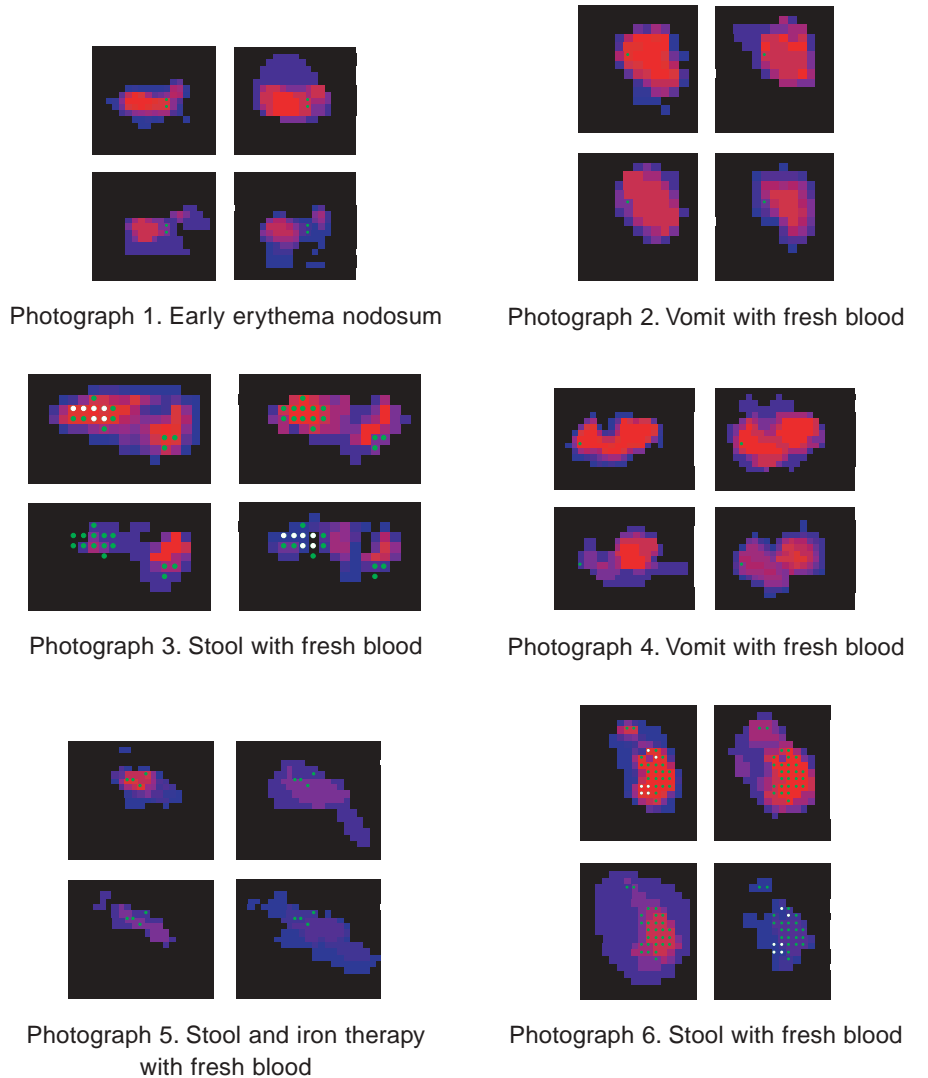 Photograph 1. Early erythema nodosum
Photograph 2. Vomit with fresh blood
Photograph 3. Stool with fresh blood
Photograph 4. Vomit with fresh blood
Photograph 5. Stool and iron therapy
with fresh blood
Photograph 6. Stool with fresh blood